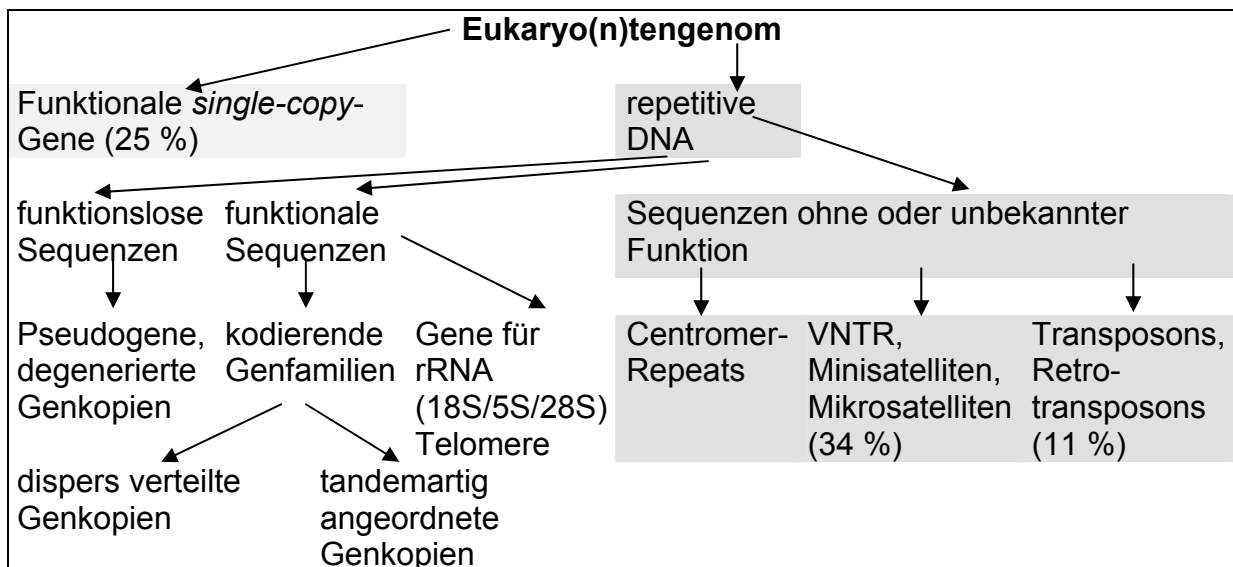 Eukaryo(n)tengenom
Funktionale single-copy-
Gene (25 %)
repetitive
DNA
funktionslose
Sequenzen
funktionale
Sequenzen
Sequenzen ohne oder unbekannter
Funktion
Pseudogene,
degenerierte
Genkopien
kodierende
Genfamilien
Gene für
rRNA
(18S/5S/28S)
Telomere
Centromer-
Repeats
VNTR,
Minisatelliten,
Mikrosatelliten
(34 %)
Transposons,
Retro-
transposons
(11 %)
dispers verteilte
Genkopien
tandemartig
angeordnete
Genkopien